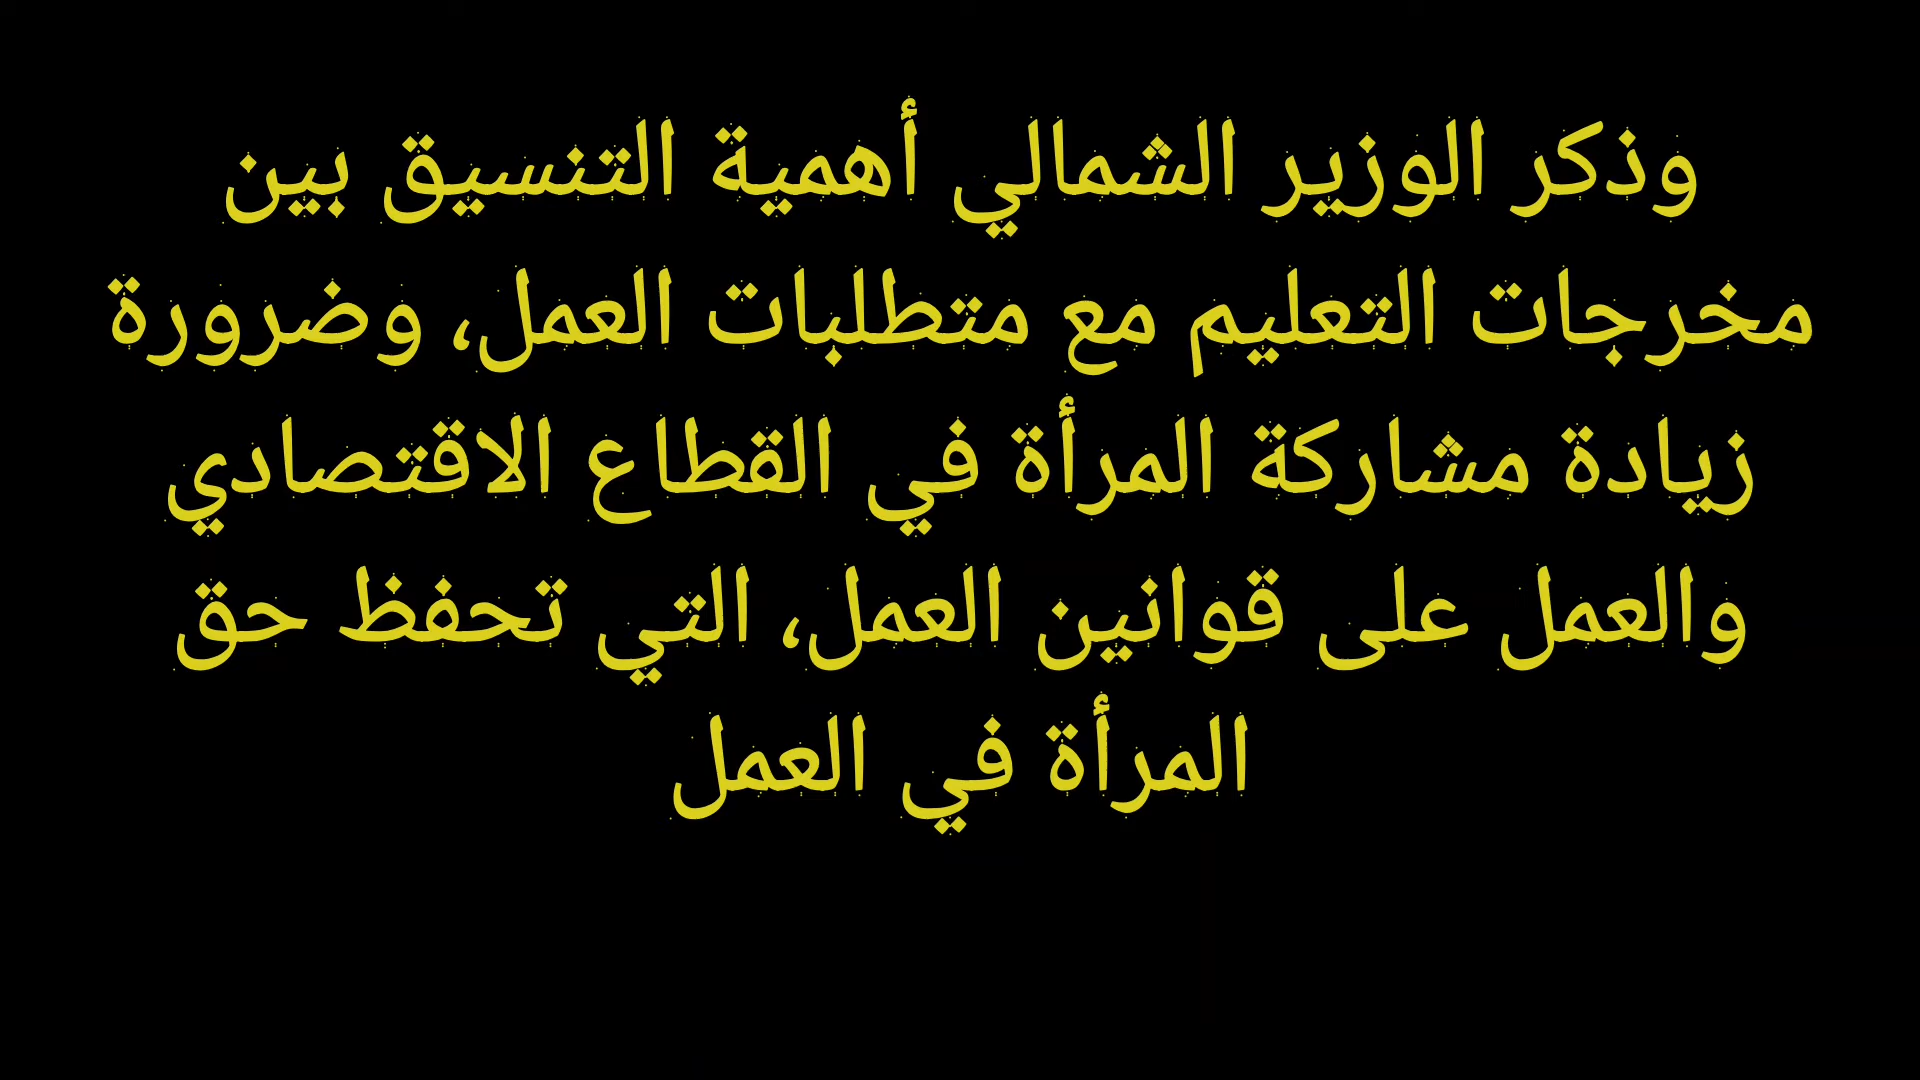 وذكر الوزير الشمالي أهمية التنسيق بين
مخرجات التعليم مع متطلبات العمل، وضرورة
زيادة مشاركة المرأة في القطاع الاقتصادي
والعمل على قوانين العمل، التي تحفظ حق
المرأة في العمل